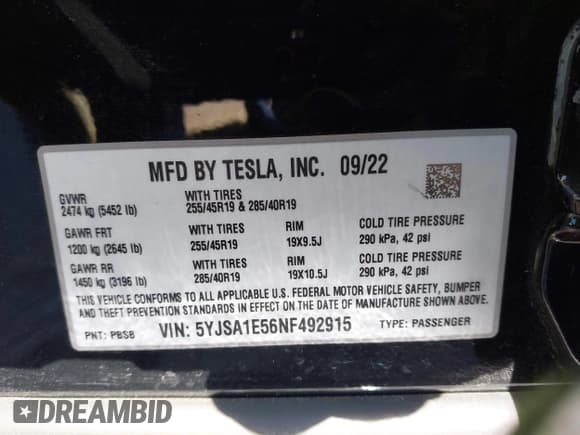 MFD BY TESLA, INC. 09/22
GVWR WITH TIRES
2474 kg (5452 lb) 255/45R19 & 285/40R19
GAWR FRT WITH TIRES RIM COLD TIRE PRESSURE
1200 kg (2645 lb) 255/45R19 19X9.5J 290 kPa, 42 psi
GAWR RR WITH TIRES RIM COLD TIRE PRESSURE
1450 kg (3196 lb) 285/40R19 19X10.5J 290 kPa, 42 psi
THIS VEHICLE CONFORMS TO ALL APPLICABLE U.S. FEDERAL MOTOR VEHICLE SAFETY, BUMPER
AND THEFT PREVENTION STANDARDS IN EFFECT ON THE DATE OF MANUFACTURE SHOWN ABOVE.
PNT: PBSB VIN: 5YJSA1E56NF492915 TYPE: PASSENGER
DREAMBID